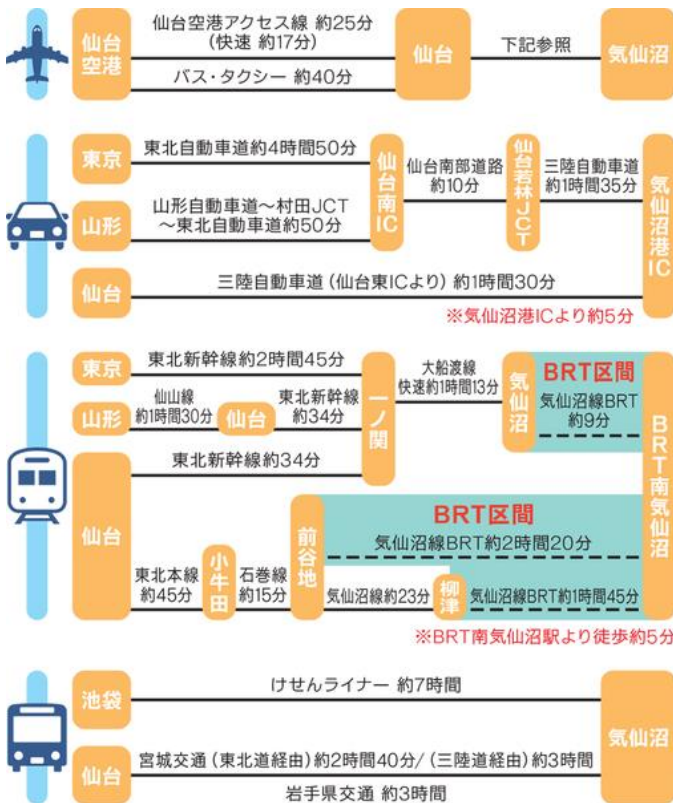 仙台空港アクセス線 約25分
(快速 約17分)
仙台
空港
バス・タクシー 約40分
仙台
下記参照
気仙沼
東京
東北自動車道約4時間50分
山形
山形自動車道～村田JCT
～東北自動車道約50分
仙台南IC
仙台南部道路
約10分
仙台若林JCT
三陸自動車道
約1時間35分
気仙沼港IC
仙台
三陸自動車道(仙台東ICより) 約1時間30分
※気仙沼港ICより約5分
東京
東北新幹線約2時間45分
山形
仙山線
約1時間30分
仙台
東北新幹線
約34分
一ノ関
大船渡線
快速約1時間13分
気仙沼
BRT区間
気仙沼線BRT
約9分
BRT南気仙沼
仙台
東北新幹線約34分
東北本線
約45分
小牛田
石巻線
約15分
前谷地
BRT区間
気仙沼線BRT約2時間20分
気仙沼線約23分
柳津
気仙沼線BRT約1時間45分
※BRT南気仙沼駅より徒歩約5分
池袋
けせんライナー 約7時間
気仙沼
仙台
宮城交通(東北道経由)約2時間40分/(三陸道経由)約3時間
岩手県交通 約3時間